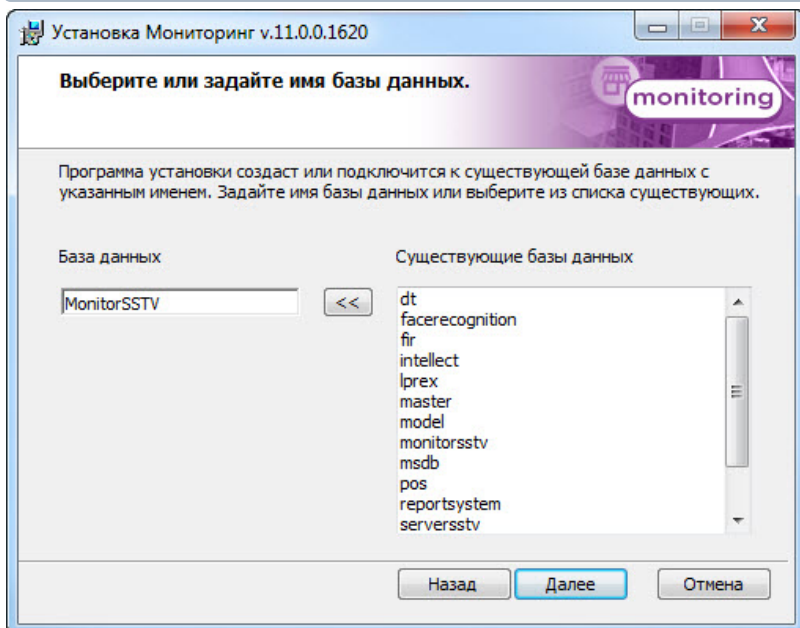 Установка Мониторинг v.11.0.0.1620
Выберите или задайте имя базы данных.
monitoring
Программа установки создаст или подключится к существующей базе данных с
указанным именем. Задайте имя базы данных или выберите из списка существующих.
База данных
Существующие базы данных
MonitorSSTV
<<
dt
facerecognition
fir
intellect
lprex
master
model
monitorsstv
msdb
pos
reportsystem
serversstv
Назад
Далее
Отмена